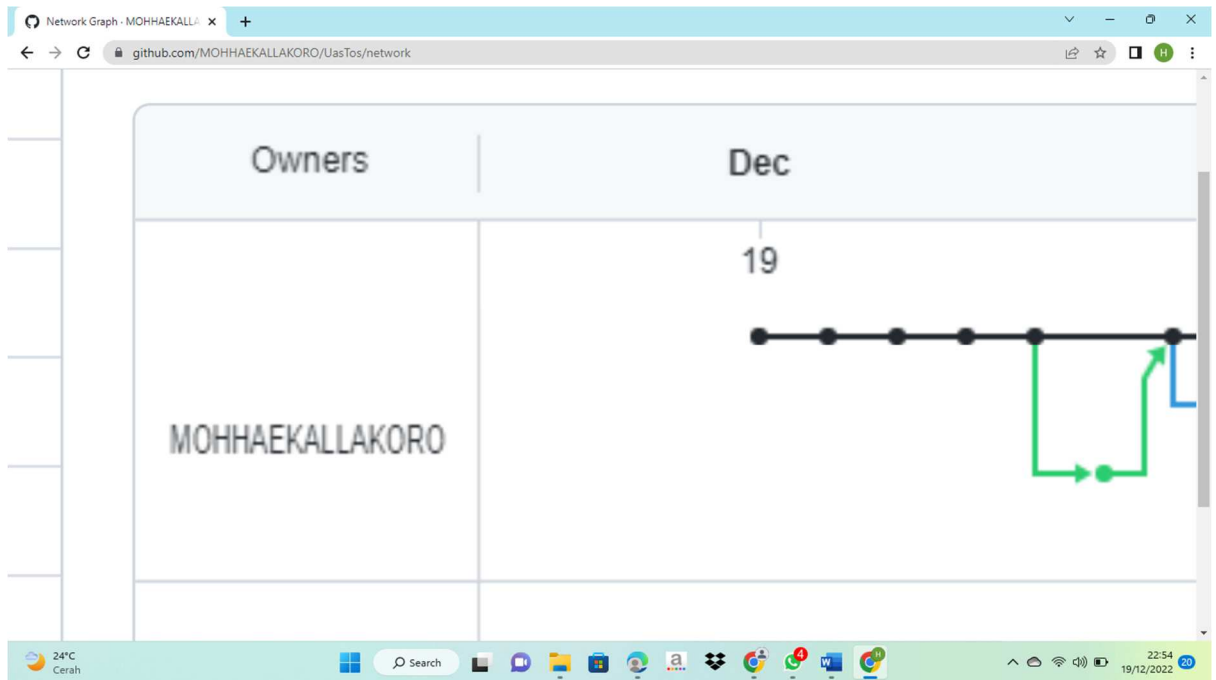 Network Graph · MOHHAEKALLA
github.com/MOHHAEKALLAKORO/UasTos/network
H
Owners
Dec
19
MOHHAEKALLAKORO
24°C
Cerah
Search
a
4
H
22:54
19/12/2022
20